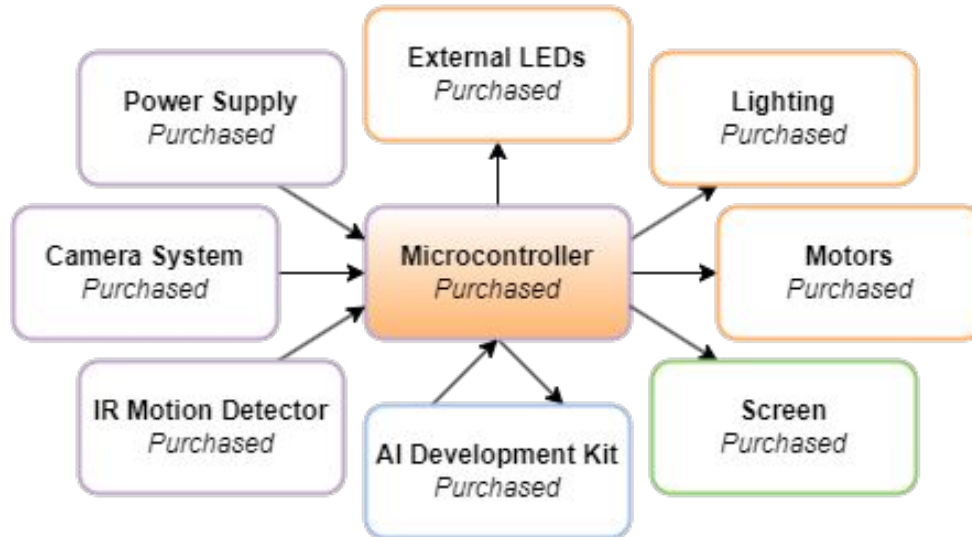 External LEDs
Purchased
Power Supply
Purchased
Lighting
Purchased
Camera System
Purchased
Microcontroller
Purchased
Motors
Purchased
IR Motion Detector
Purchased
AI Development Kit
Purchased
Screen
Purchased